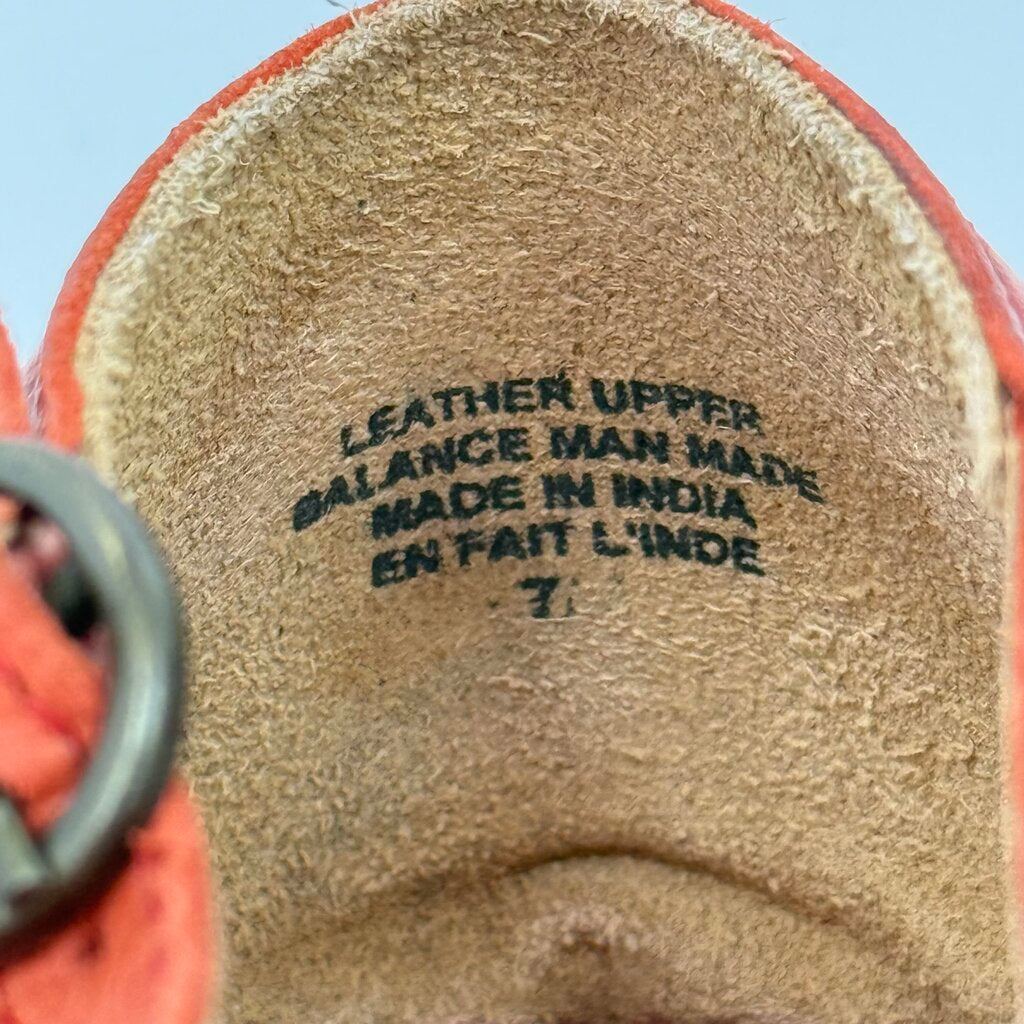 LEATHER UPPER
BALANCE MAN MADE
MADE IN INDIA
EN FAIT L'INDE
7